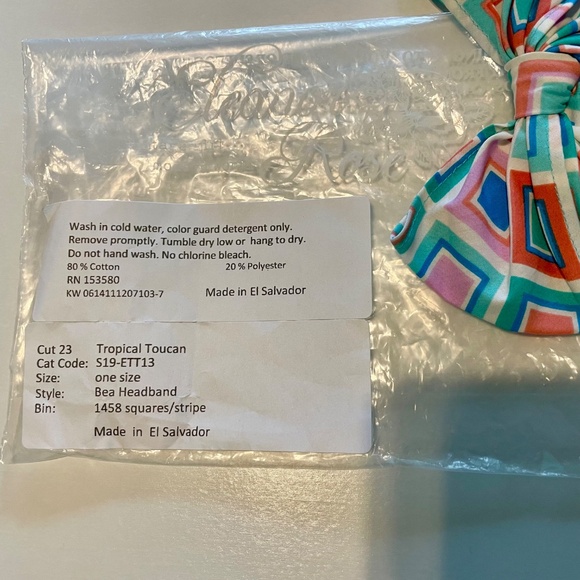 Rose
Wash in cold water, color guard detergent only.
Remove promptly. Tumble dry low or hang to dry.
Do not hand wash. No chlorine bleach.
80 % Cotton 20 % Polyester
RN 153580
KW 0614111207103-7 Made in El Salvador
Cut 23 Tropical Toucan
Cat Code: S19-ETT13
Size: one size
Style: Bea Headband
Bin: 1458 squares/stripe
Made in El Salvador